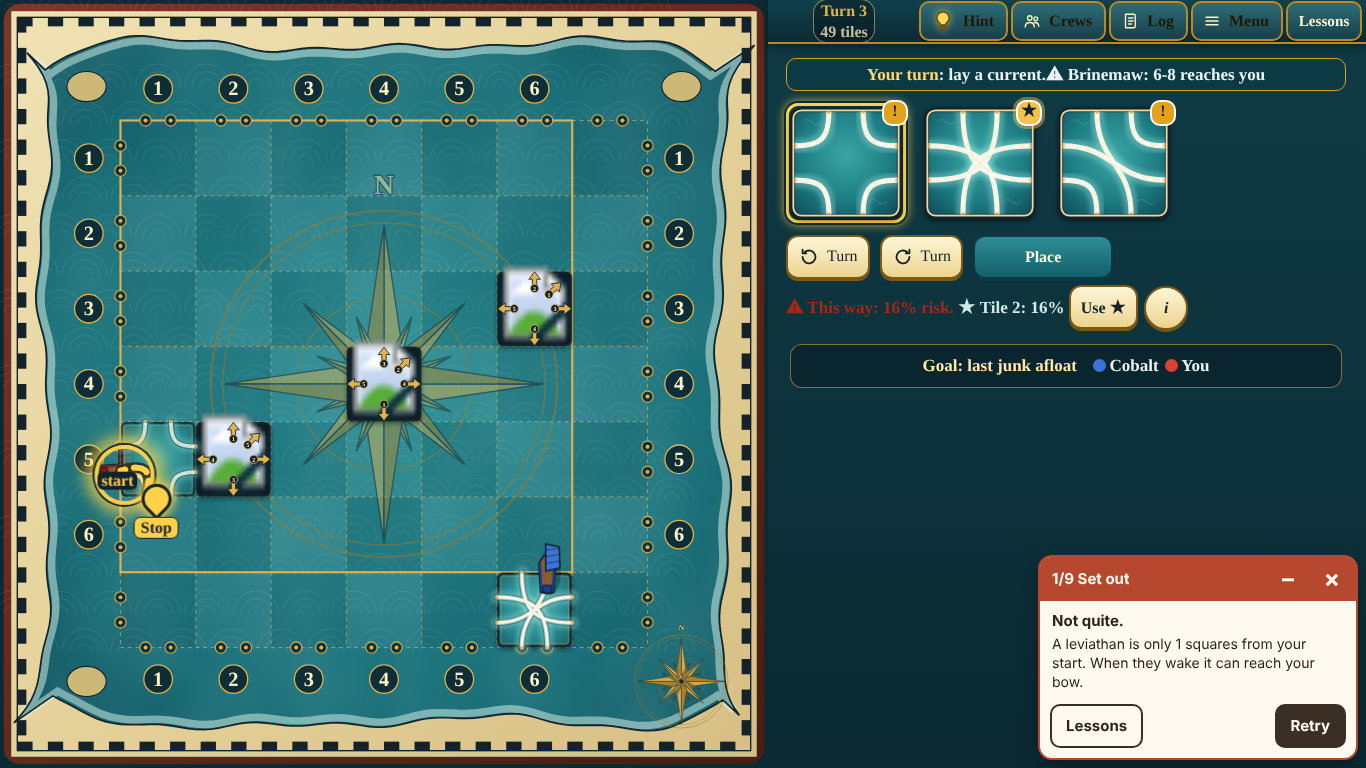 Turn 3
49 tiles
Hint
Crews
Log
Menu
Lessons
Your turn: lay a current. Brinemaw: 6-8 reaches you
! ★ !
Turn
Turn
Place
This way: 16% risk. ★ Tile 2: 16%
Use ★
i
Goal: last junk afloat Cobalt You
1 2 3 4 5 6
1 1
N
2 2
3 3
4 4
5 5
start
Stop
6 6
1 2 3 4 5 6
N
1/9 Set out
Not quite.
A leviathan is only 1 squares from your
start. When they wake it can reach your
bow.
Lessons
Retry